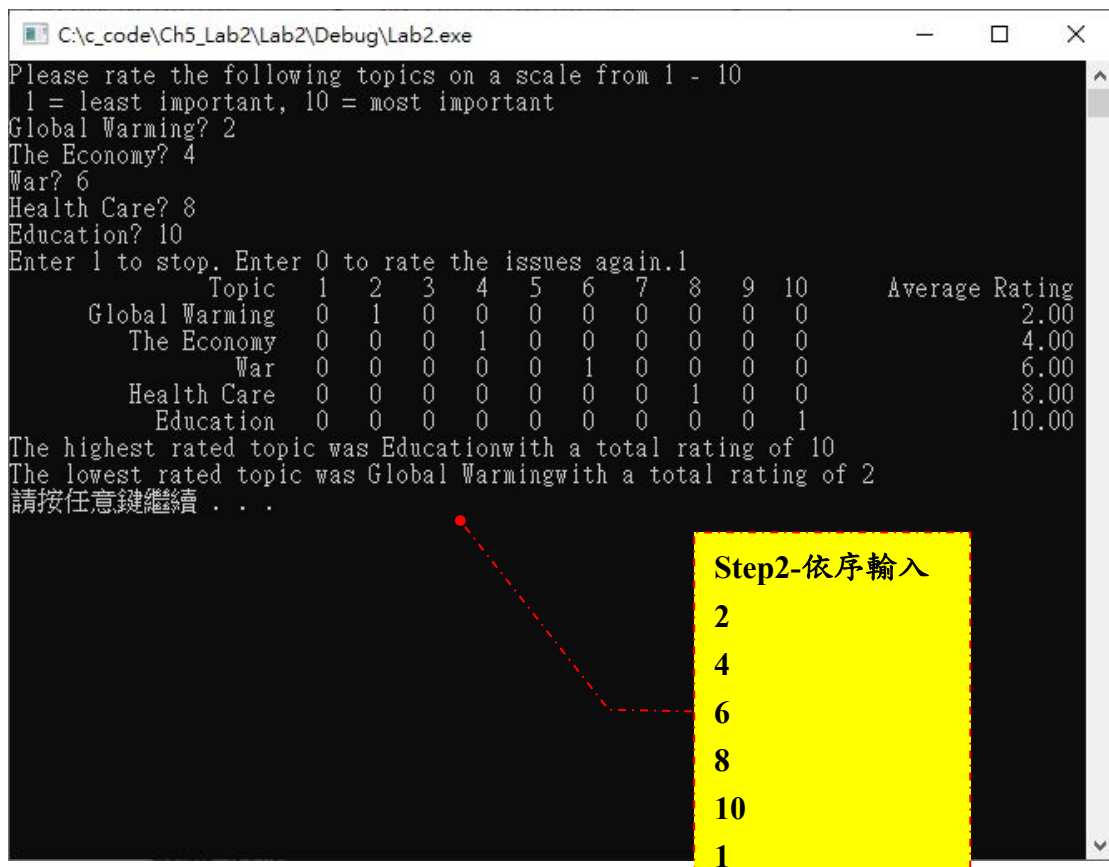 C:\c_code\Ch5_Lab2\Lab2\Debug\Lab2.exe
Please rate the following topics on a scale from 1 - 10
 1 = least important, 10 = most important
Global Warming? 2
The Economy? 4
War? 6
Health Care? 8
Education? 10
Enter 1 to stop. Enter 0 to rate the issues again.1
Topic 1 2 3 4 5 6 7 8 9 10 Average Rating
Global Warming 0 1 0 0 0 0 0 0 0 0 2.00
The Economy 0 0 0 1 0 0 0 0 0 0 4.00
War 0 0 0 0 0 1 0 0 0 0 6.00
Health Care 0 0 0 0 0 0 0 1 0 0 8.00
Education 0 0 0 0 0 0 0 0 0 1 10.00
The highest rated topic was Educationwith a total rating of 10
The lowest rated topic was Global Warmingwith a total rating of 2
請按任意鍵繼續 . . .
Step2-依序輸入
2
4
6
8
10
1